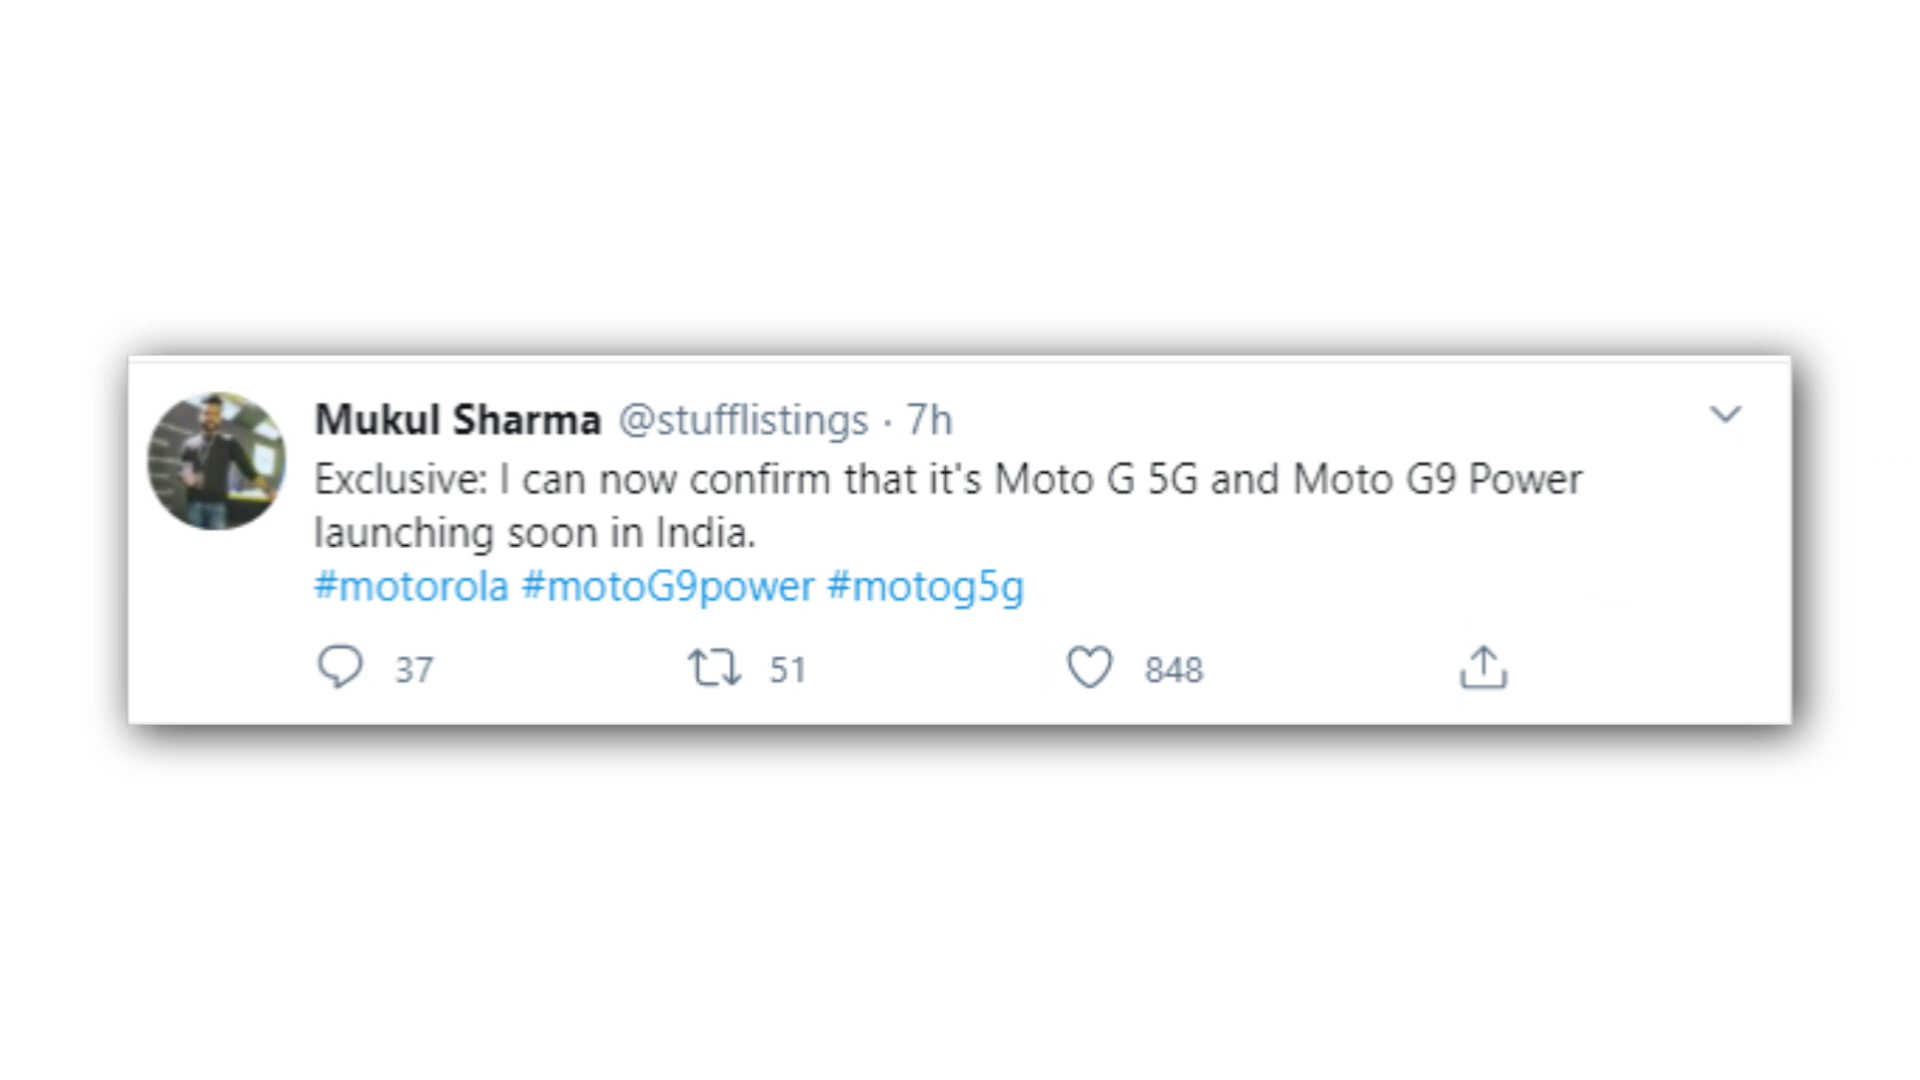 Mukul Sharma @stufflistings · 7h
Exclusive: I can now confirm that it's Moto G 5G and Moto G9 Power
launching soon in India.
#motorola #motoG9power #motog5g
37 51 848